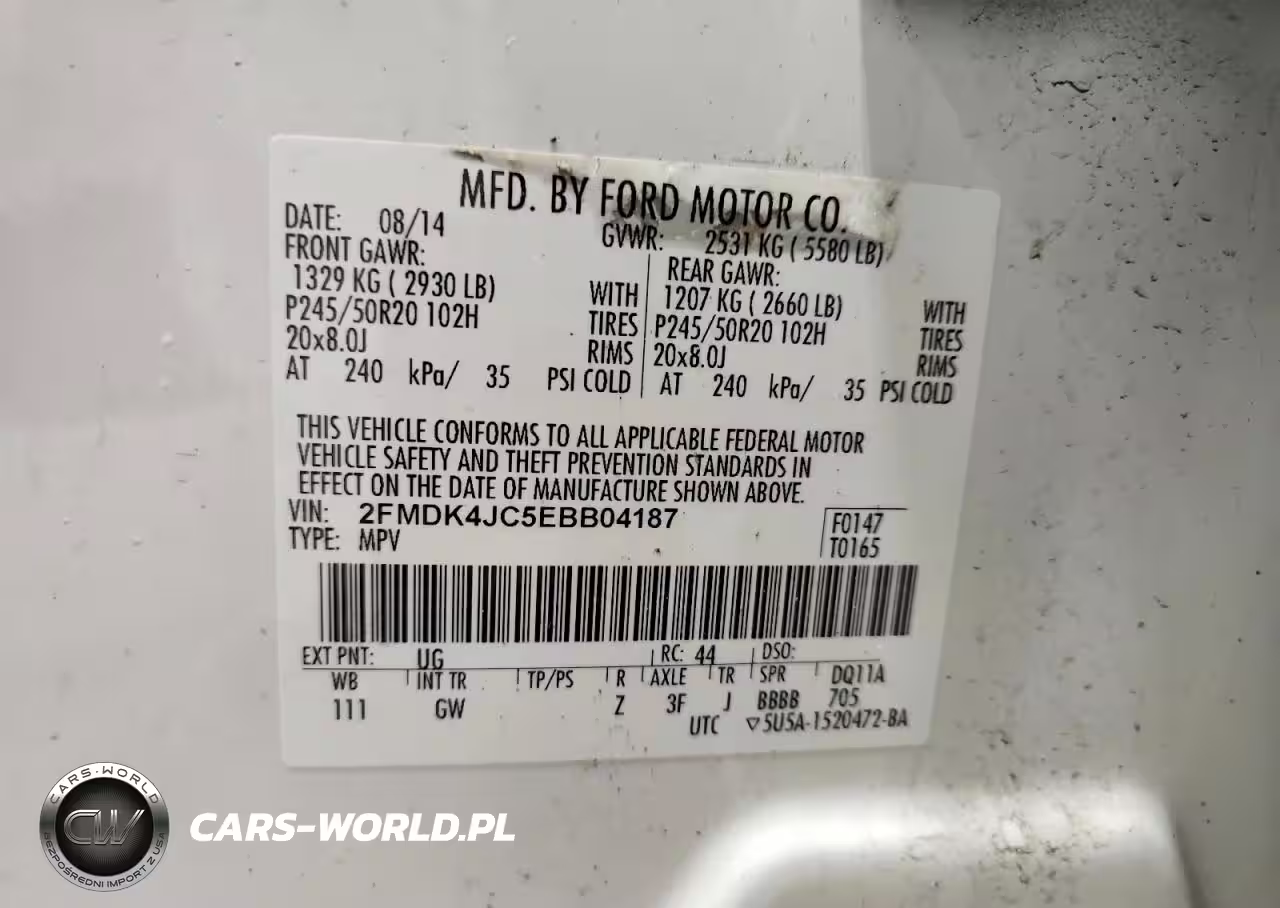 MFD. BY FORD MOTOR CO.
DATE: 08/14
GVWR: 2531 KG ( 5580 LB)
FRONT GAWR:
REAR GAWR:
1329 KG ( 2930 LB) WITH
1207 KG ( 2660 LB) WITH
P245/50R20 102H TIRES
P245/50R20 102H TIRES
20x8.0J RIMS
20x8.0J RIMS
AT 240 kPa/ 35 PSI COLD
AT 240 kPa/ 35 PSI COLD
THIS VEHICLE CONFORMS TO ALL APPLICABLE FEDERAL MOTOR
VEHICLE SAFETY AND THEFT PREVENTION STANDARDS IN
EFFECT ON THE DATE OF MANUFACTURE SHOWN ABOVE.
VIN: 2FMDK4JC5EBB04187
F0147
TYPE: MPV
T0165
EXT PNT: UG RC: 44 DSO:
WB INT TR TP/PS R AXLE TR SPR DQ11A
111 GW Z 3F J BBBB 705
UTC ▽5U5A-1520472-BA
CARS-WORLD
CW
BEZPOŚREDNI IMPORT Z USA
CARS-WORLD.PL